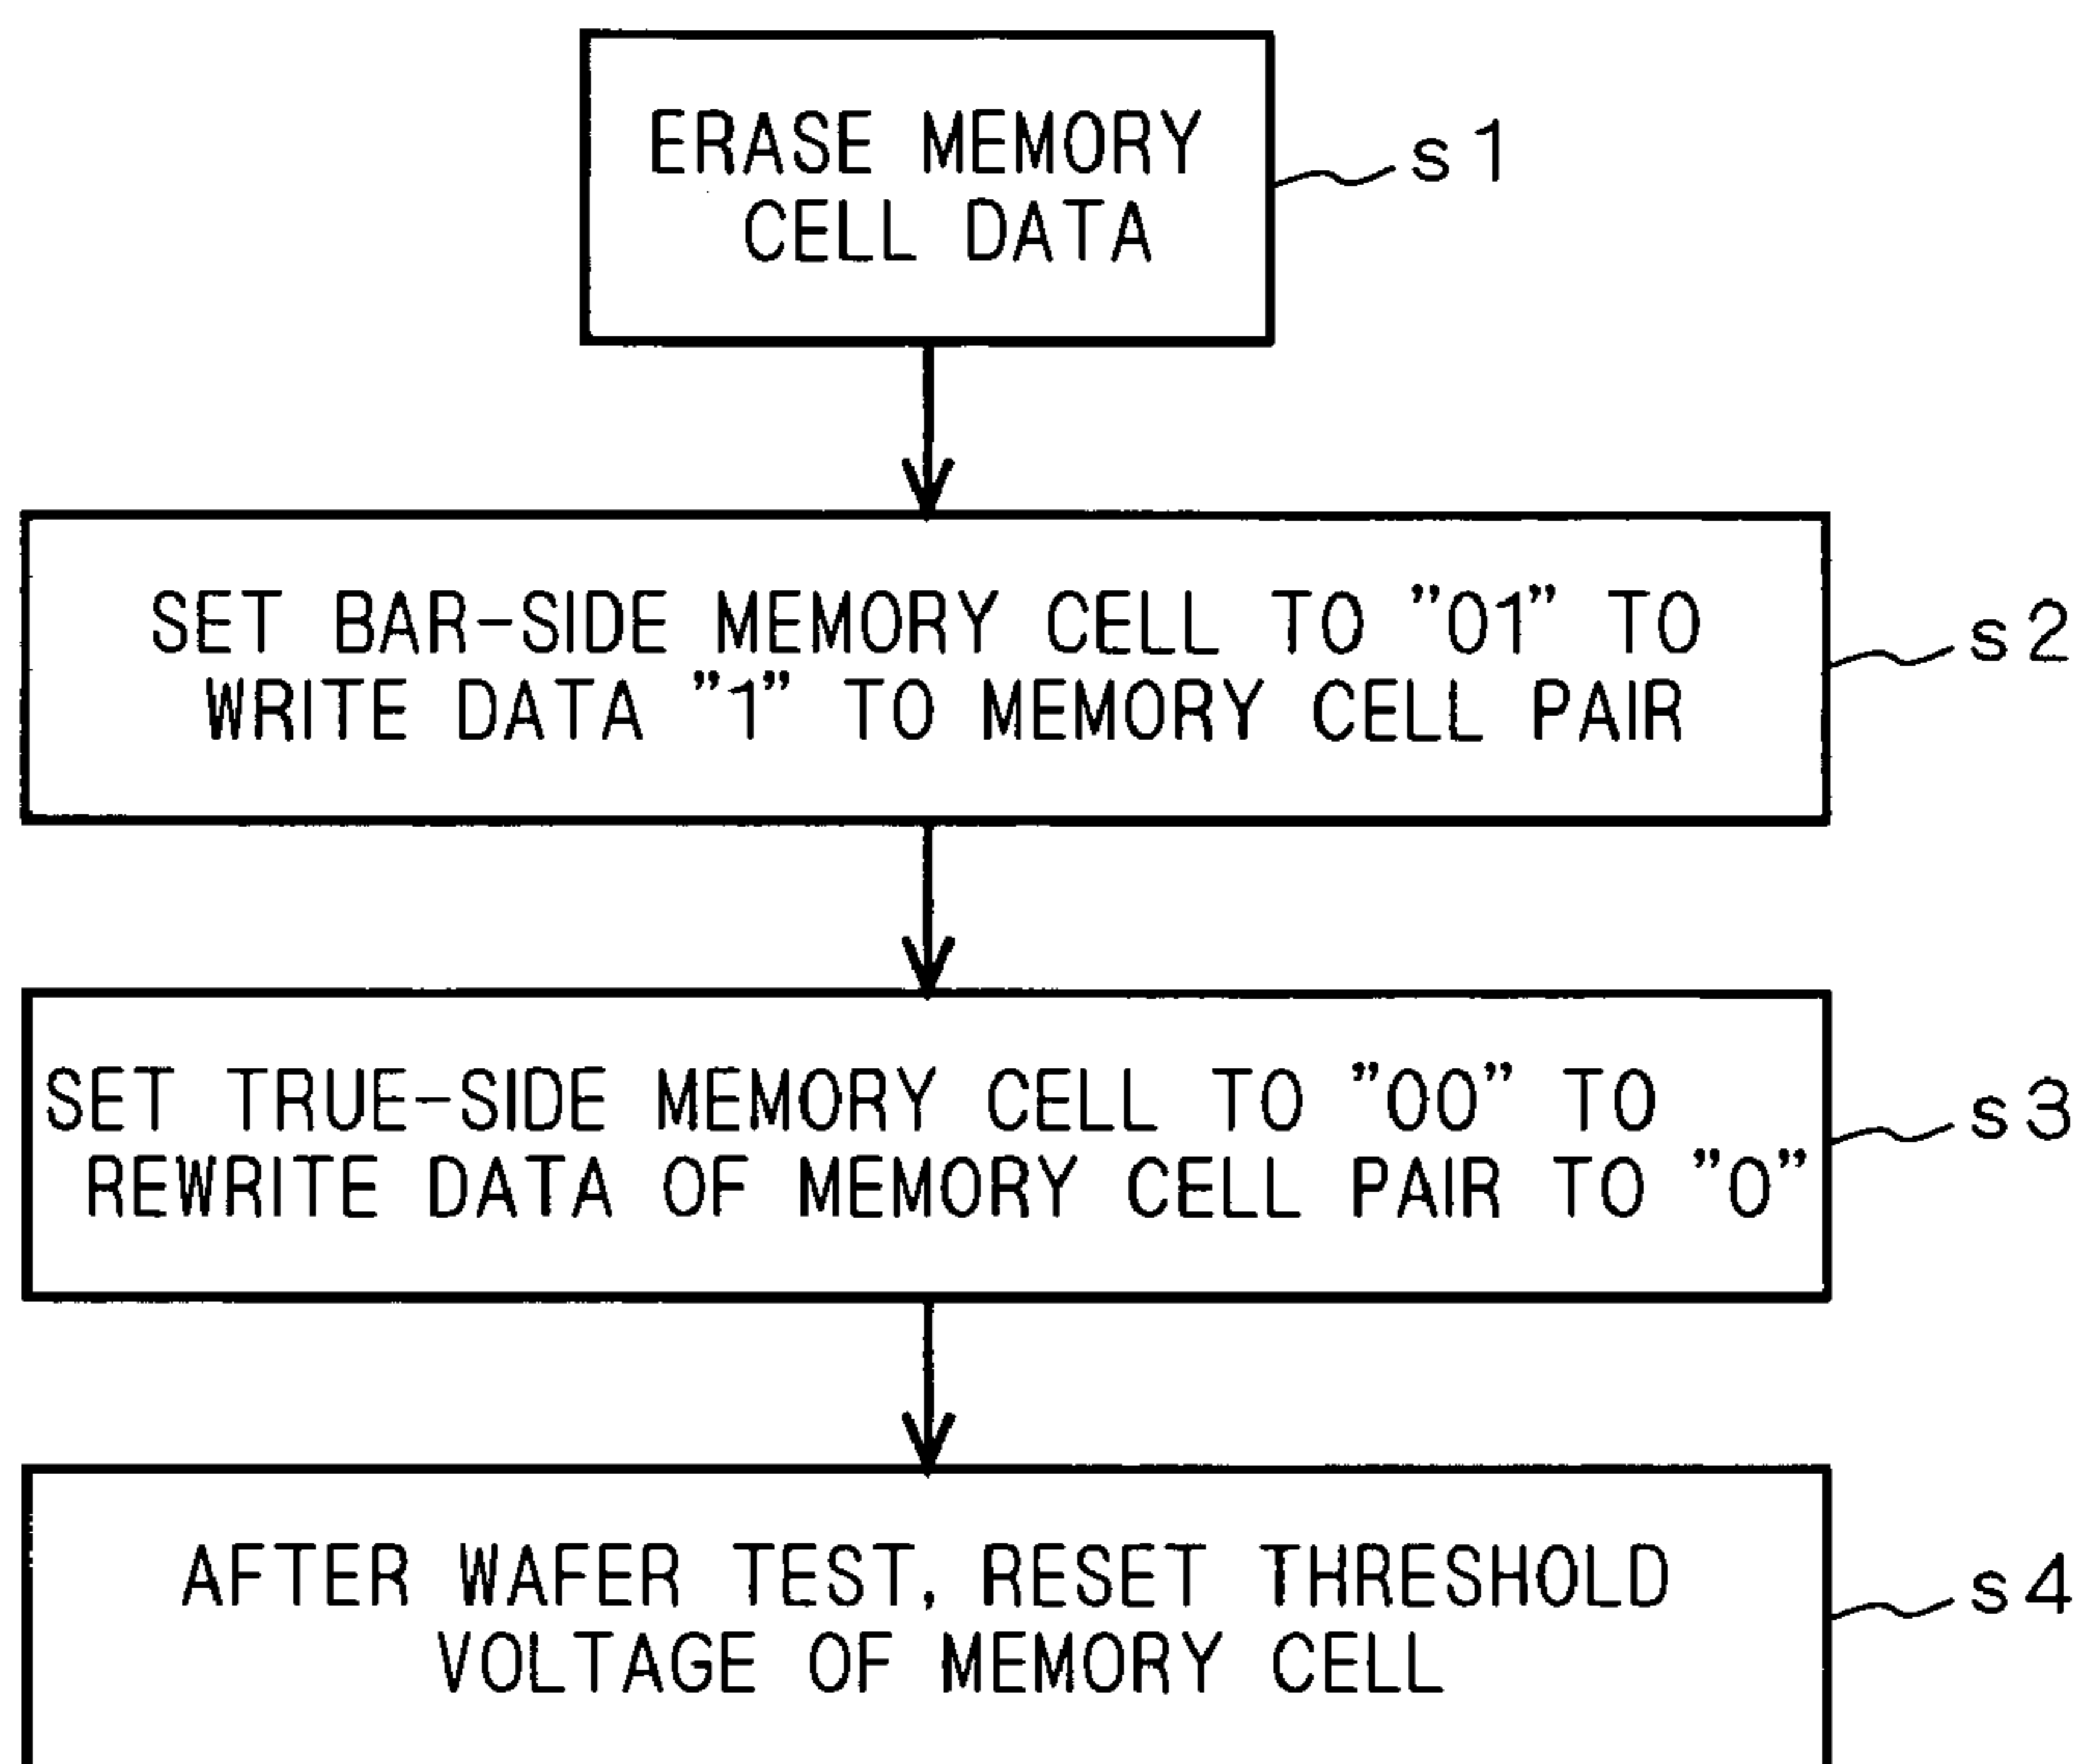 ERASE MEMORY
CELL DATA
s1
SET BAR-SIDE MEMORY CELL TO ”01” TO
WRITE DATA ”1” TO MEMORY CELL PAIR
s2
SET TRUE-SIDE MEMORY CELL TO ”00” TO
REWRITE DATA OF MEMORY CELL PAIR TO ”0”
s3
AFTER WAFER TEST, RESET THRESHOLD
VOLTAGE OF MEMORY CELL
s4